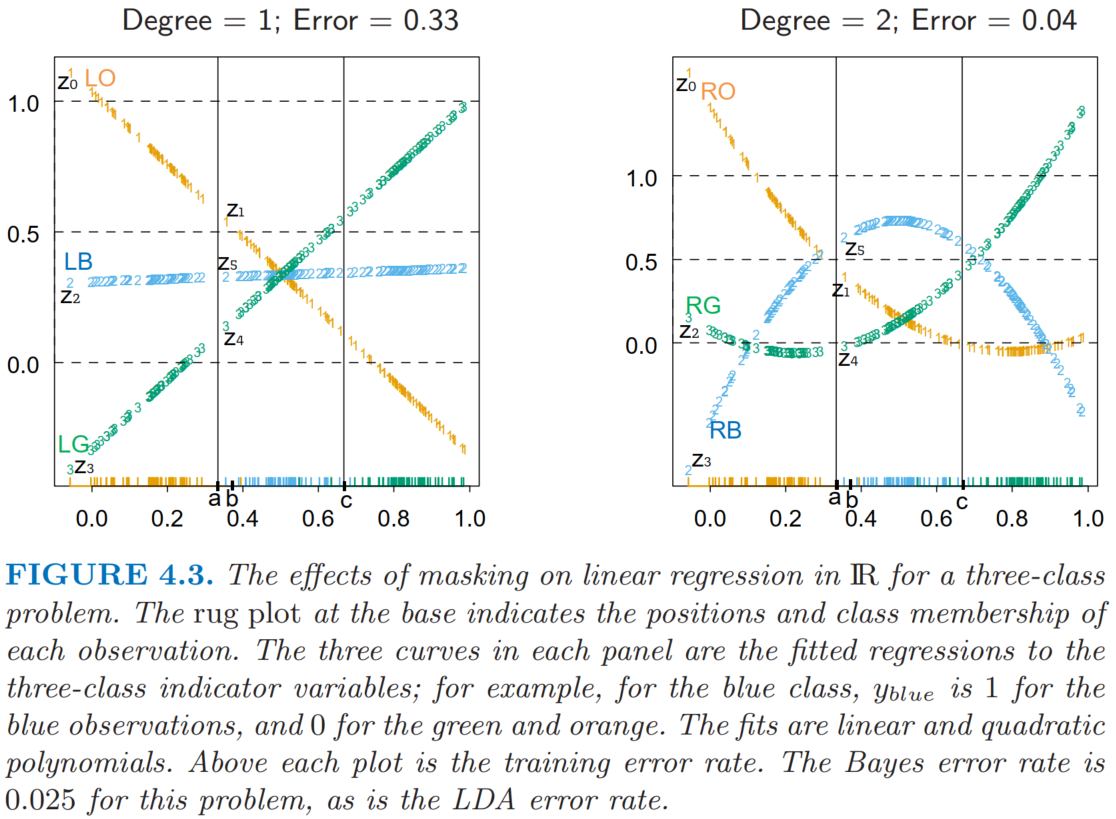 Degree = 1; Error = 0.33
Degree = 2; Error = 0.04
z0 LO
1.0
z1
0.5
LB
z5
z2
z4
0.0
LG
z3
a b c
0.0 0.2 0.4 0.6 0.8 1.0
z0
RO
1.0
z5
0.5
RG
z1
z2
0.0
z4
RB
z3
a b c
0.0 0.2 0.4 0.6 0.8 1.0
FIGURE 4.3. The effects of masking on linear regression in IR for a three-class
problem. The rug plot at the base indicates the positions and class membership of
each observation. The three curves in each panel are the fitted regressions to the
three-class indicator variables; for example, for the blue class, yblue is 1 for the
blue observations, and 0 for the green and orange. The fits are linear and quadratic
polynomials. Above each plot is the training error rate. The Bayes error rate is
0.025 for this problem, as is the LDA error rate.